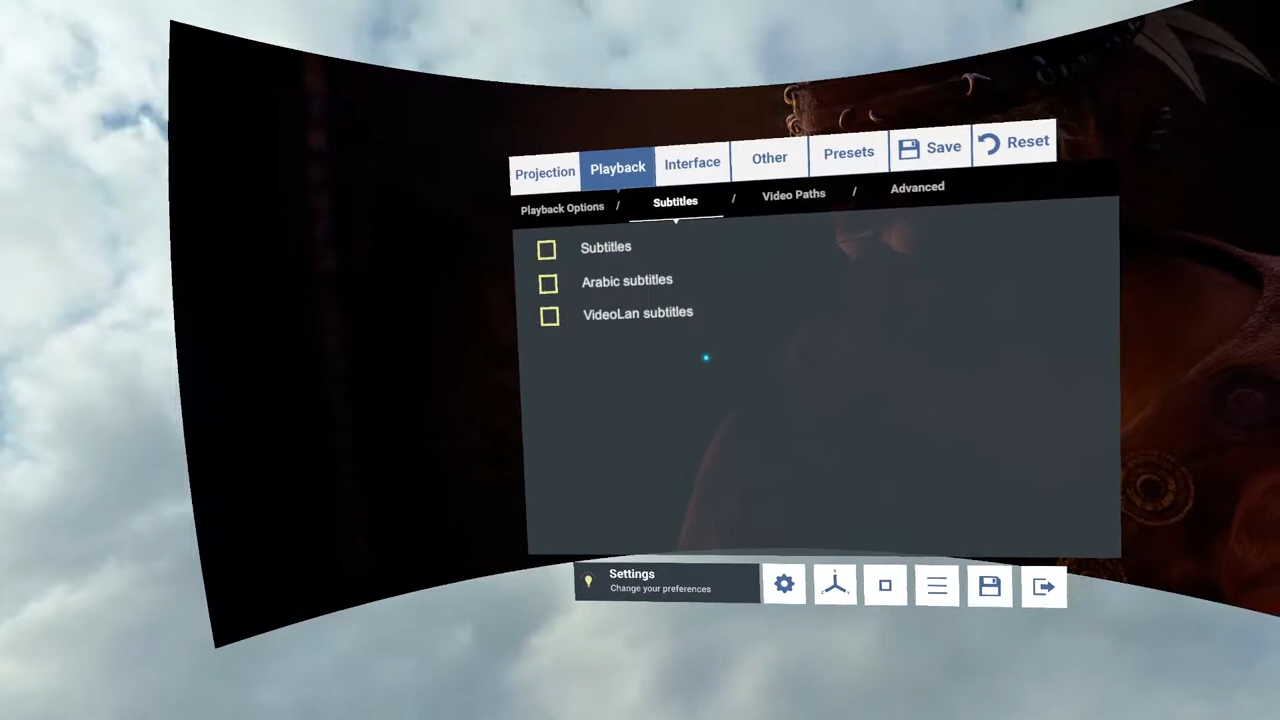 Projection Playback Interface Other Presets Save Reset
Playback Options / Subtitles / Video Paths / Advanced
Subtitles
Arabic subtitles
VideoLan subtitles
Settings
Change your preferences